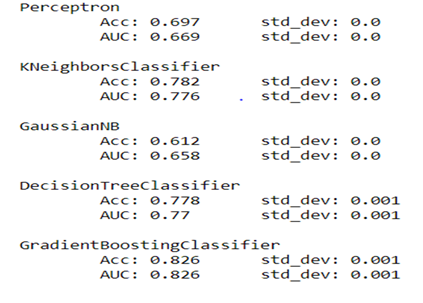 Perceptron
Acc: 0.697 std_dev: 0.0
AUC: 0.669 std_dev: 0.0
KNeighborsClassifier
Acc: 0.782 std_dev: 0.0
AUC: 0.776 std_dev: 0.0
GaussianNB
Acc: 0.612 std_dev: 0.0
AUC: 0.658 std_dev: 0.0
DecisionTreeClassifier
Acc: 0.778 std_dev: 0.001
AUC: 0.77 std_dev: 0.001
GradientBoostingClassifier
Acc: 0.826 std_dev: 0.001
AUC: 0.826 std_dev: 0.001